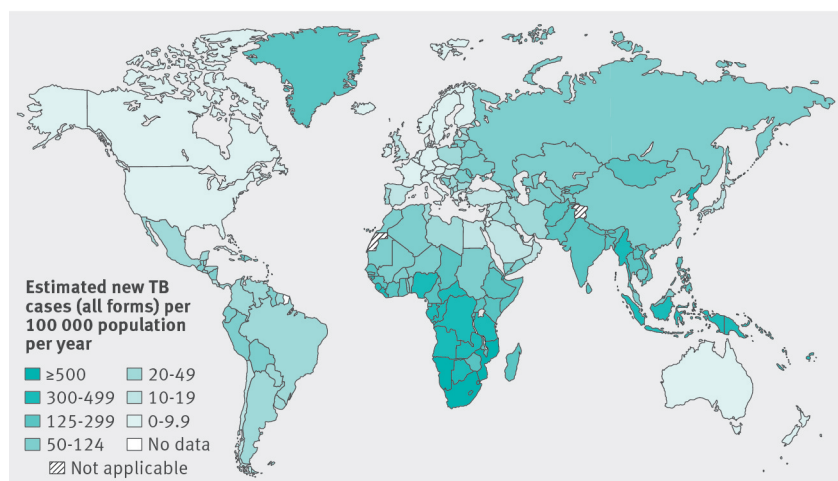 Estimated new TB
cases (all forms) per
100 000 population
per year
≥500
300-499
125-299
50-124
20-49
10-19
0-9.9
No data
Not applicable